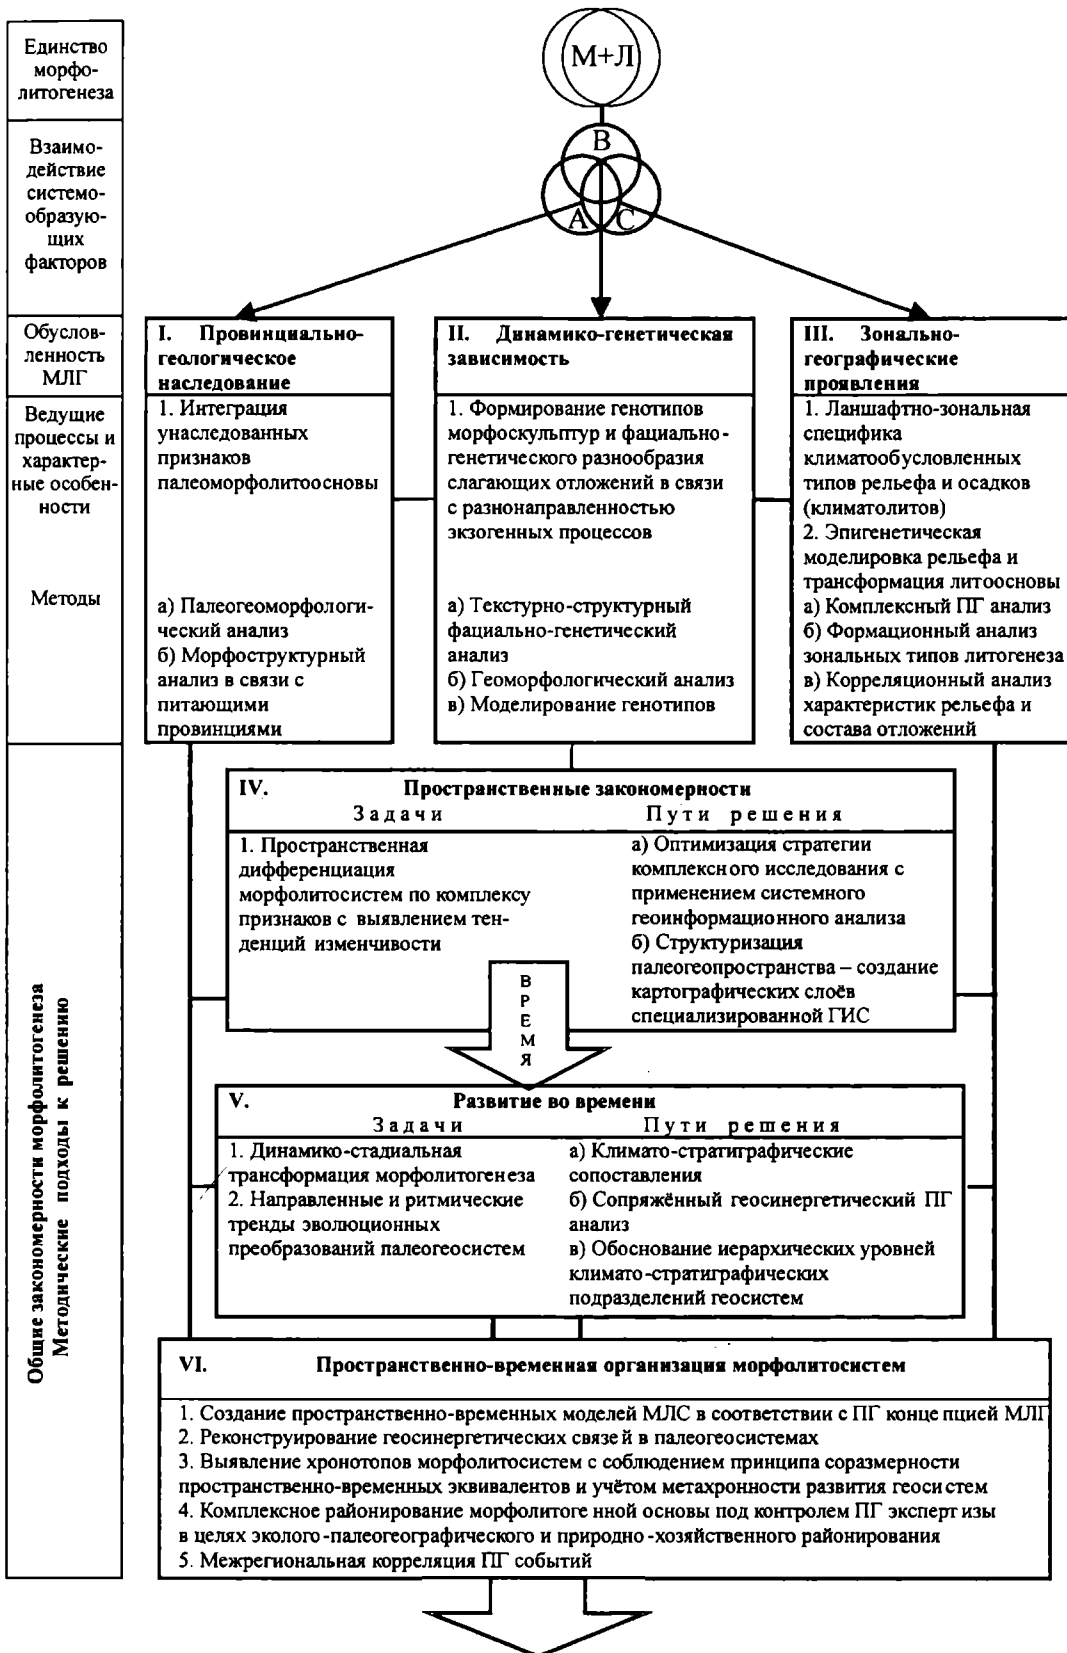 Единство
морфо-
литогенеза
М+Л
Взаимо-
действие
системо-
образую-
щих
факторов
В
А
С
Обуслов-
ленность
МЛГ
I. Провинциально-
геологическое
наследование
II. Динамико-генетическая
зависимость
III. Зонально-
географические
проявления
Ведущие
процессы и
характер-
ные особен-
ности
Методы
1. Интеграция
унаследованных
признаков
палеоморфолитоосновы
а) Палеогеоморфологи-
ческий анализ
б) Морфоструктурный
анализ в связи с
питающими
провинциями
1. Формирование генотипов
морфоскульптур и фациально-
генетического разнообразия
слагающих отложений в связи
с разнонаправленностью
экзогенных процессов
а) Текстурно-структурный
фациально-генетический
анализ
б) Геоморфологический анализ
в) Моделирование генотипов
1. Ланшафтно-зональная
специфика
климатообусловленных
типов рельефа и осадков
(климатолитов)
2. Эпигенетическая
моделировка рельефа и
трансформация литоосновы
а) Комплексный ПГ анализ
б) Формационный анализ
зональных типов литогенеза
в) Корреляционный анализ
характеристик рельефа и
состава отложений
Общие закономерности морфолитогенеза
Методические подходы к решению
IV. Пространственные закономерности
Задачи Пути решения
1. Пространственная
дифференциация
морфолитосистем по комплексу
признаков с выявлением тен-
денций изменчивости
а) Оптимизация стратегии
комплексного исследования с
применением системного
геоинформационного анализа
б) Структуризация
палеогеопространства – создание
картографических слоёв
специализированной ГИС
ВРЕМЯ
V. Развитие во времени
Задачи Пути решения
1. Динамико-стадиальная
трансформация морфолитогенеза
2. Направленные и ритмические
тренды эволюционных
преобразований палеогеосистем
а) Климато-стратиграфические
сопоставления
б) Сопряжённый геосинергетический ПГ
анализ
в) Обоснование иерархических уровней
климато-стратиграфических
подразделений геосистем
VI. Пространственно-временная организация морфолитосистем
1. Создание пространственно-временных моделей МЛС в соответствии с ПГ концепцией МЛГ
2. Реконструирование геосинергетических связей в палеогеосистемах
3. Выявление хронотопов морфолитосистем с соблюдением принципа соразмерности
пространственно-временных эквивалентов и учётом метахронности развития геосистем
4. Комплексное районирование морфолитогенной основы под контролем ПГ экспертизы
в целях эколого-палеогеографического и природно-хозяйственного районирования
5. Межрегиональная корреляция ПГ событий